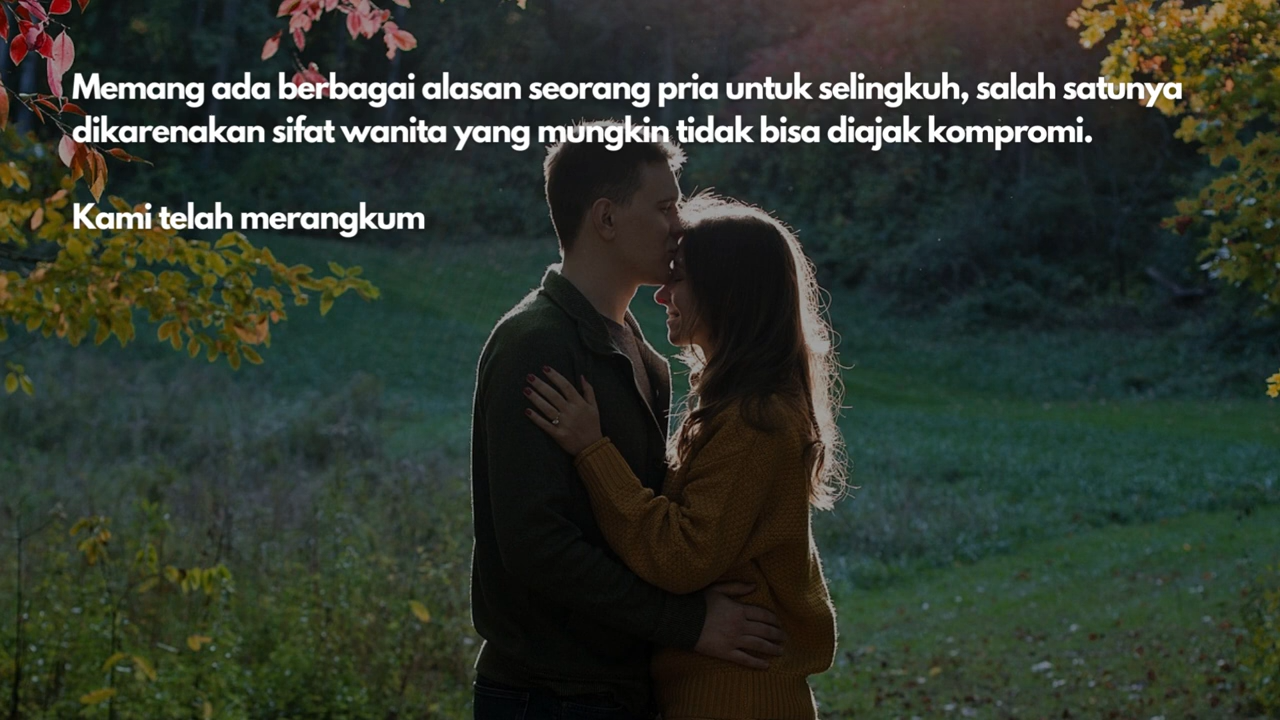 Memang ada berbagai alasan seorang pria untuk selingkuh, salah satunya
dikarenakan sifat wanita yang mungkin tidak bisa diajak kompromi.
Kami telah merangkum